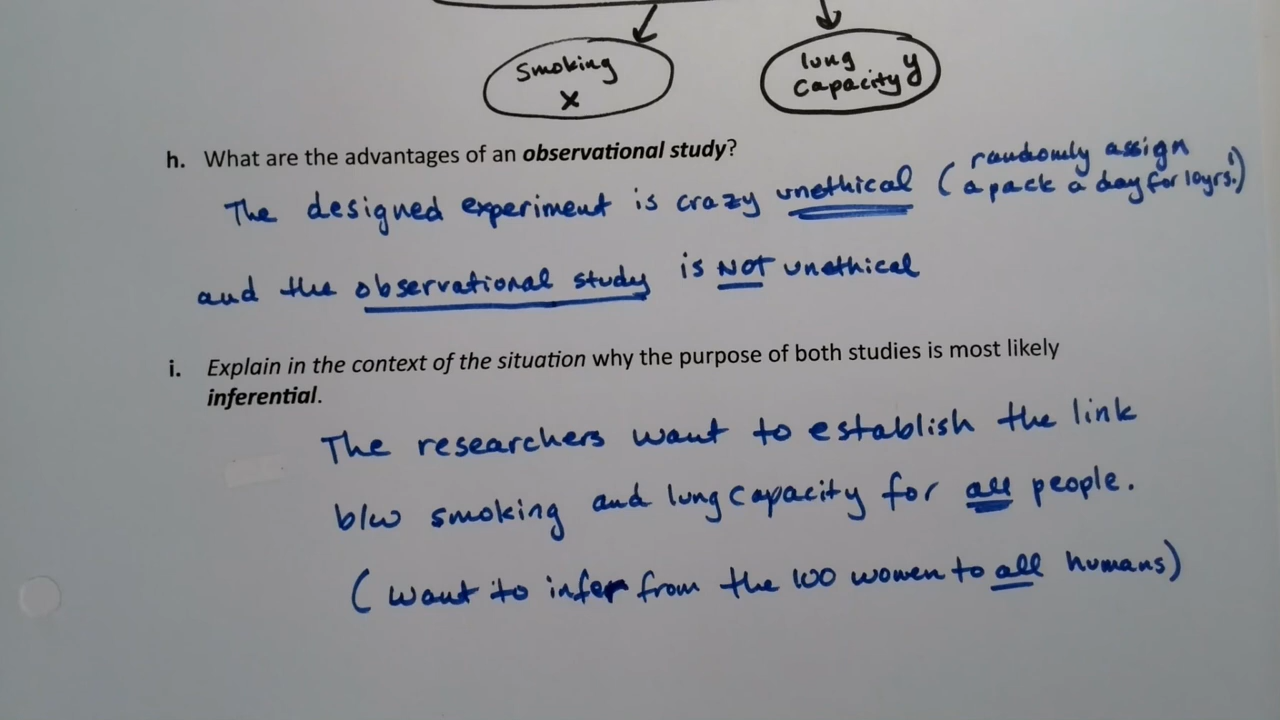 smoking
x
lung
capacity y
h. What are the advantages of an observational study?
The designed experiment is crazy unethical (randomly assign
a pack a day for 10yrs!)
and the observational study is NOT unethical
i. Explain in the context of the situation why the purpose of both studies is most likely
inferential.
The researchers want to establish the link
b/w smoking and lung capacity for all people.
(want to infer from the 100 women to all humans)